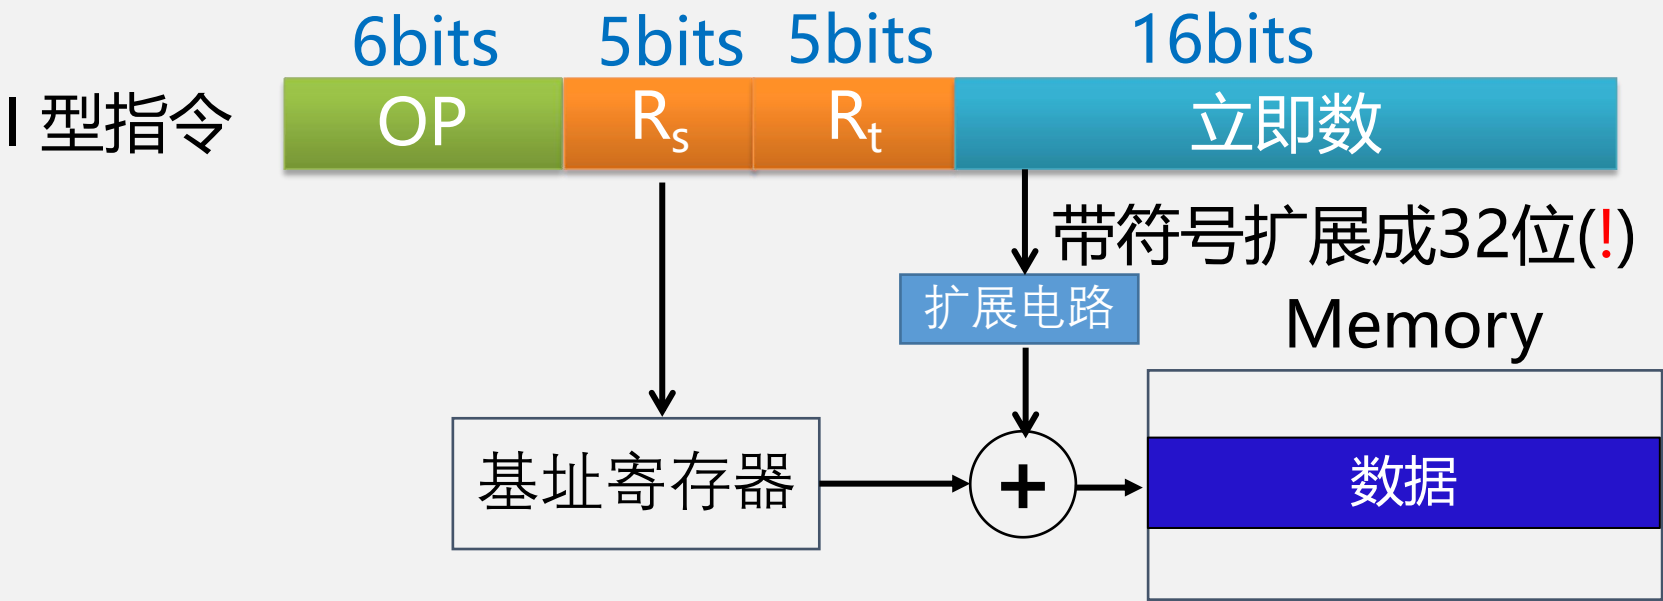 6bits 5bits 5bits 16bits
I 型指令 OP Rs Rt 立即数
带符号扩展成32位(!)
扩展电路
Memory
基址寄存器 + 数据